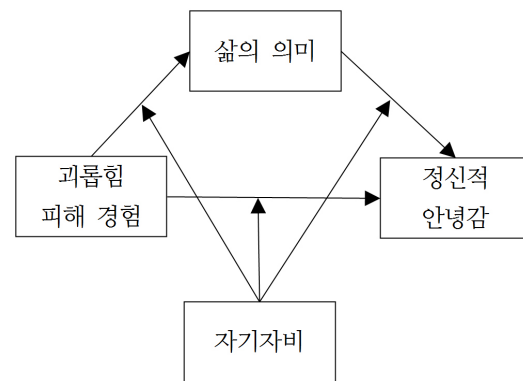 삶의 의미
괴롭힘
피해 경험
정신적
안녕감
자기자비